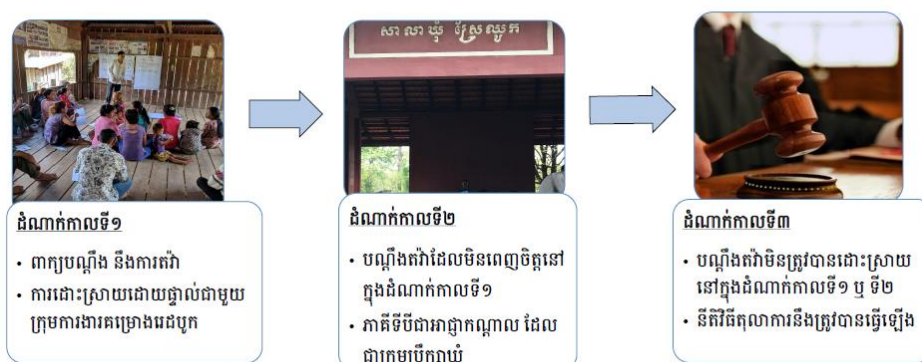 សាលាឃុំ ស្រែឈូក
ដំណាក់កាលទី១
• ពាក្យបណ្តឹង នឹងការតវ៉ា
• ការដោះស្រាយដោយផ្ទាល់ជាមួយ
ក្រុមការងារគម្រោងរេដបូក
ដំណាក់កាលទី២
• បណ្តឹងតវ៉ាដែលមិនពេញចិត្តនៅ
ក្នុងដំណាក់កាលទី១
• ភាគីទីបីជាអាជ្ញាកណ្តាល ដែល
ជាក្រុមប្រឹក្សាឃុំ
ដំណាក់កាលទី៣
• បណ្តឹងតវ៉ាមិនត្រូវបានដោះស្រាយ
នៅក្នុងដំណាក់កាលទី១ ឬ ទី២
• នីតិវិធីតុលាការនឹងត្រូវបានធ្វើឡើង